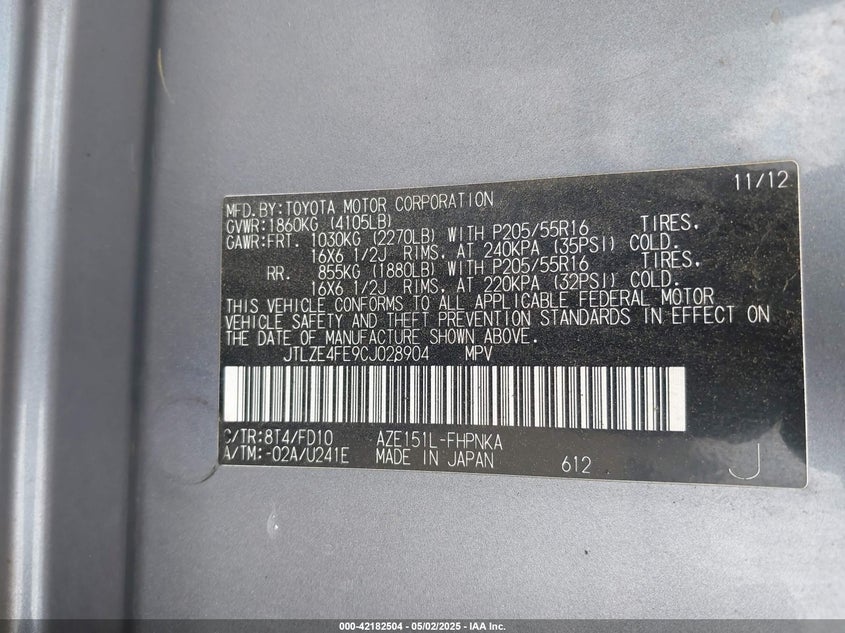 11/12
MFD.BY:TOYOTA MOTOR CORPORATION
GVWR:1860KG (4105LB)
GAWR:FRT. 1030KG (2270LB) WITH P205/55R16 TIRES.
16X6 1/2J RIMS. AT 240KPA (35PSI) COLD.
RR. 855KG (1880LB) WITH P205/55R16 TIRES.
16X6 1/2J RIMS. AT 220KPA (32PSI) COLD.
THIS VEHICLE CONFORMS TO ALL APPLICABLE FEDERAL MOTOR
VEHICLE SAFETY AND THEFT PREVENTION STANDARDS IN EFFECT ON
THE DATE OF MANUFACTURE SHOWN ABOVE.
JTLZE4FE9CJ028904 MPV
C/TR:8T4/FD10 AZE151L-FHPNKA
A/TM:-02A/U241E MADE IN JAPAN 612 J
000-42182504 - 05/02/2025 - IAA Inc.